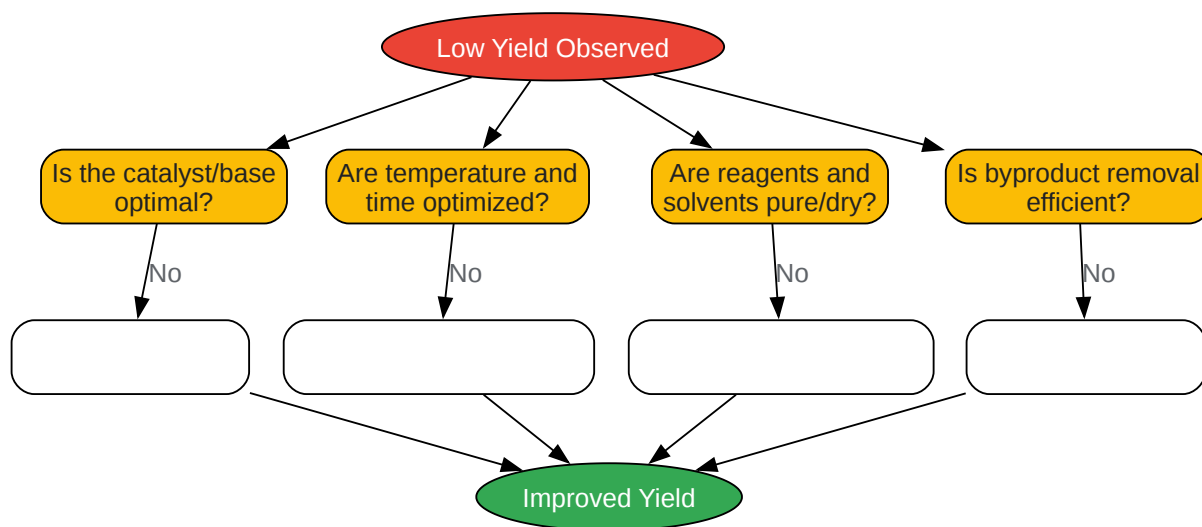 Low Yield Observed
Is the catalyst/base
optimal?
Are temperature and
time optimized?
Are reagents and
solvents pure/dry?
Is byproduct removal
efficient?
No
No
No
No
Improved Yield